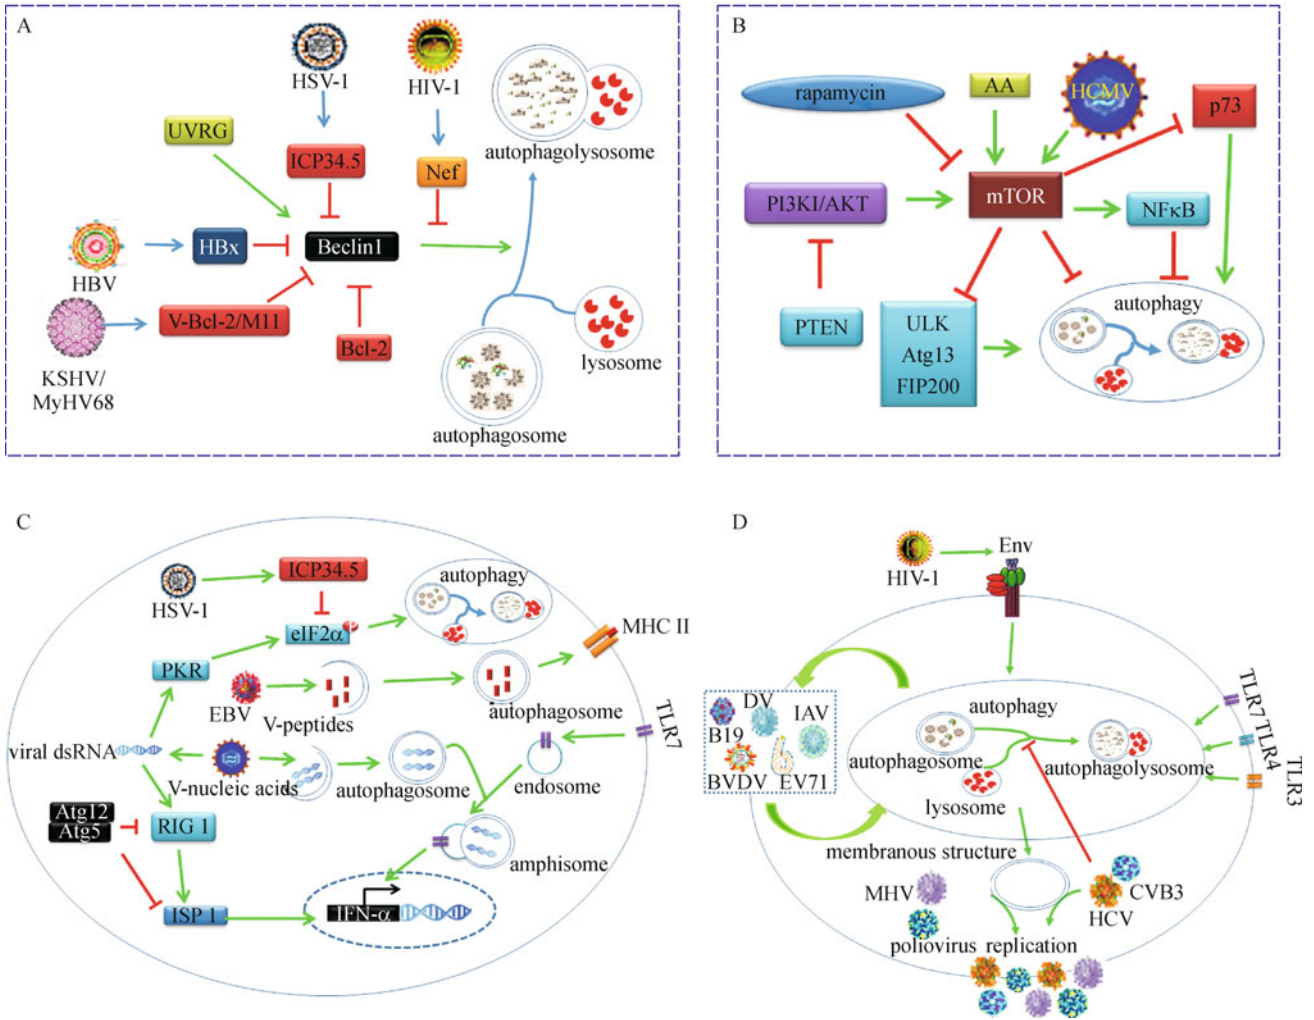 A
HSV-1
HIV-1
UVRG
ICP34.5
Nef
autophagolysosome
HBx
Beclin1
HBV
V-Bcl-2/M11
Bcl-2
lysosome
KSHV/
MyHV68
autophagosome
B
rapamycin
AA
HCMV
p73
PI3KI/AKT
mTOR
NFκB
PTEN
ULK
Atg13
FIP200
autophagy
C
HSV-1
ICP34.5
autophagy
eIF2α
P
MHC II
PKR
EBV
V-peptides
autophagosome
TLR7
viral dsRNA
V-nucleic acids
autophagosome
endosome
Atg12
Atg5
RIG 1
amphisome
ISP 1
IFN-α
D
HIV-1
Env
DV
IAV
B19
BVDV
EV71
autophagy
autophagosome
autophagolysosome
lysosome
TLR7
TLR4
TLR3
membranous structure
MHV
CVB3
HCV
poliovirus replication